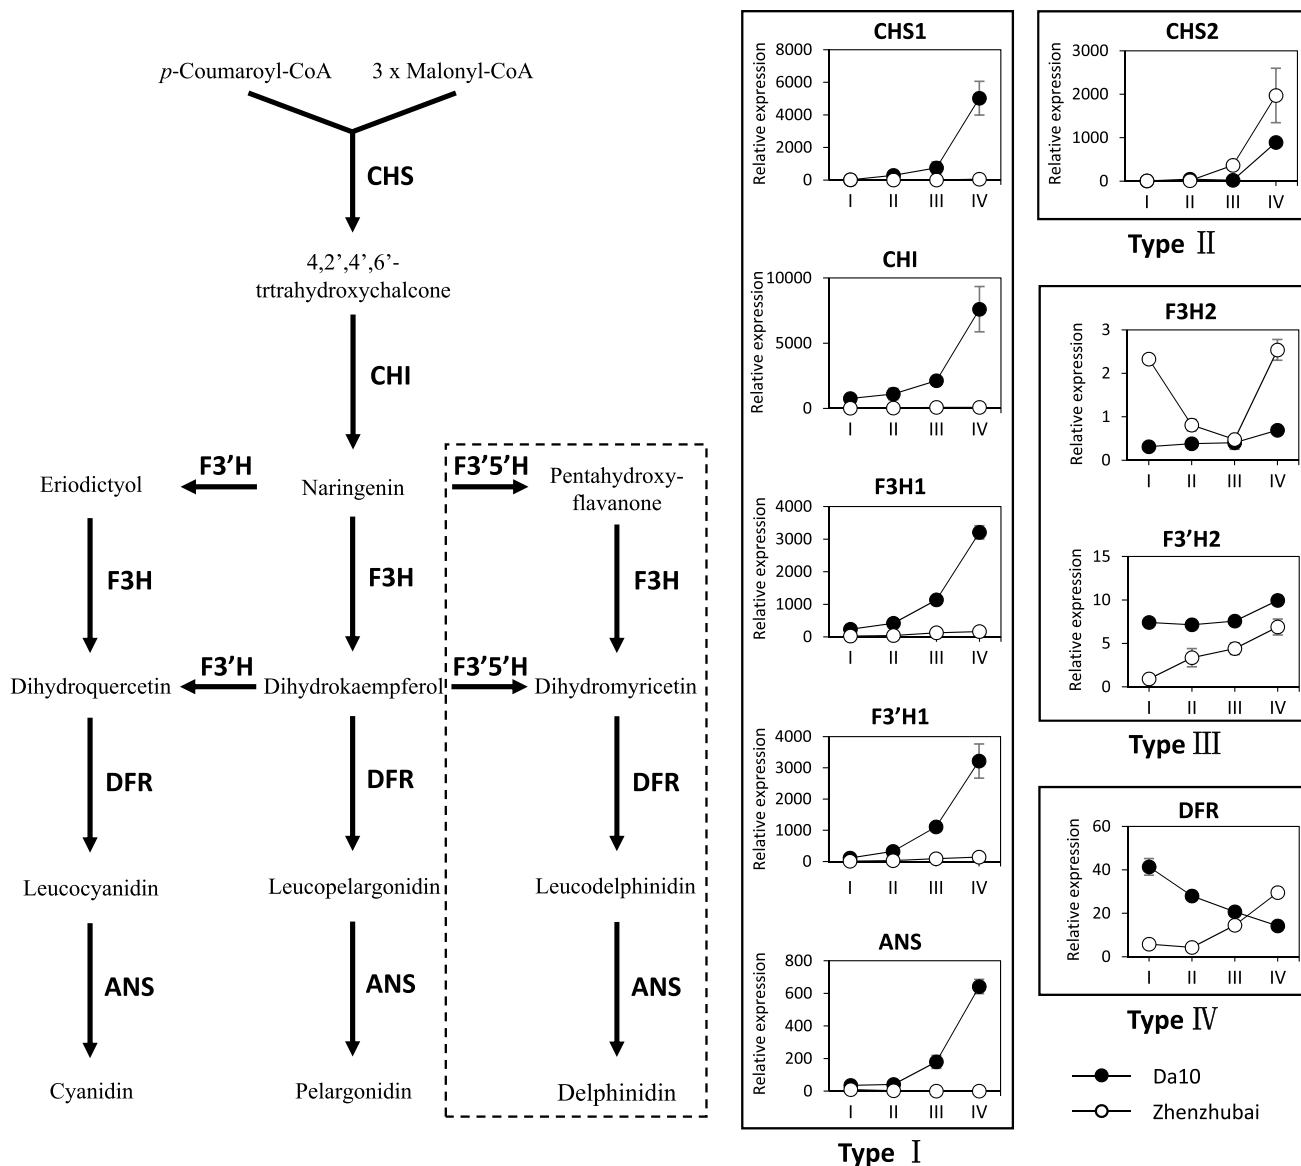 p-Coumaroyl-CoA 3 x Malonyl-CoA
CHS
4,2’,4’,6’-
trtrahydroxychalcone
CHI
Eriodictyol
F3’H
Naringenin
F3’5’H
Pentahydroxy-
flavanone
F3H
F3H
F3H
Dihydroquercetin
F3’H
Dihydrokaempferol
F3’5’H
Dihydromyricetin
DFR
DFR
DFR
Leucocyanidin
Leucopelargonidin
Leucodelphinidin
ANS
ANS
ANS
Cyanidin
Pelargonidin
Delphinidin
CHS1
Relative expression
8000
6000
4000
2000
0
I II III IV
CHI
Relative expression
10000
5000
0
I II III IV
F3H1
Relative expression
4000
3000
2000
1000
0
I II III IV
F3’H1
Relative expression
4000
3000
2000
1000
0
I II III IV
ANS
Relative expression
800
600
400
200
0
I II III IV
Type Ⅰ
CHS2
Relative expression
3000
2000
1000
0
I II III IV
Type Ⅱ
F3H2
Relative expression
3
2
1
0
I II III IV
F3’H2
Relative expression
15
10
5
0
I II III IV
Type Ⅲ
DFR
Relative expression
60
40
20
0
I II III IV
Type Ⅳ
Da10
Zhenzhubai